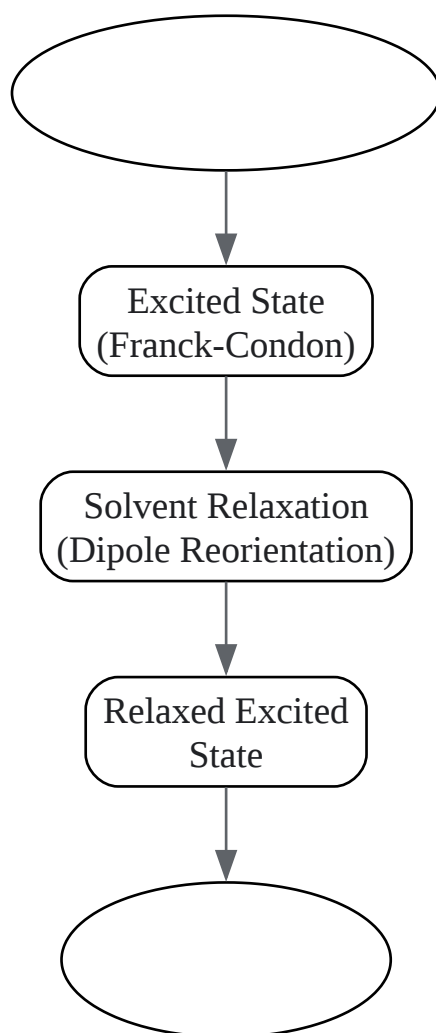 Excited State
(Franck-Condon)
Solvent Relaxation
(Dipole Reorientation)
Relaxed Excited
State